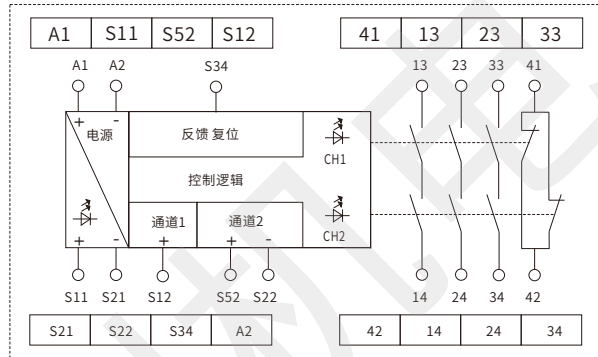 A1 S11 S52 S12 41 13 23 33
A1 A2 S34 13 23 33 41
+ - 电源 反馈 复位
CH1
控制逻辑
通道1 通道2
CH2
+ - + + -
S11 S21 S12 S52 S22 14 24 34 42
S21 S22 S34 A2 42 14 24 34